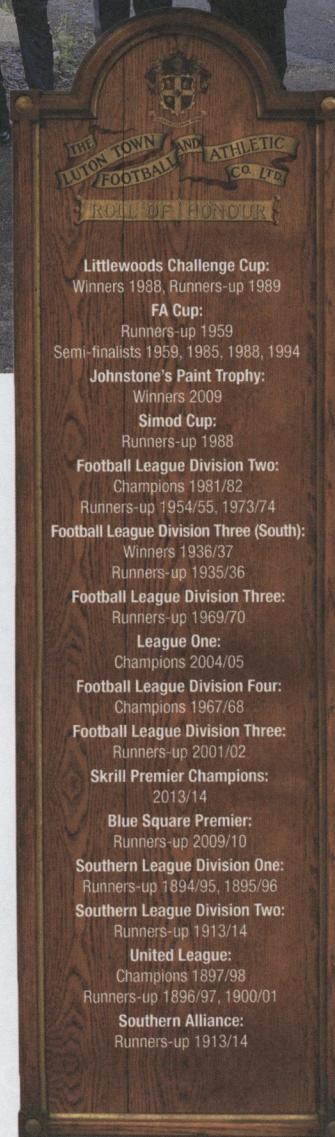 THE LUTON TOWN FOOTBALL AND ATHLETIC CO. LTD.
ROLL OF HONOUR
Littlewoods Challenge Cup:
Winners 1988, Runners-up 1989
FA Cup:
Runners-up 1959
Semi-finalists 1959, 1985, 1988, 1994
Johnstone's Paint Trophy:
Winners 2009
Simod Cup:
Runners-up 1988
Football League Division Two:
Champions 1981/82
Runners-up 1954/55, 1973/74
Football League Division Three (South):
Winners 1936/37
Runners-up 1935/36
Football League Division Three:
Runners-up 1969/70
League One:
Champions 2004/05
Football League Division Four:
Champions 1967/68
Football League Division Three:
Runners-up 2001/02
Skrill Premier Champions:
2013/14
Blue Square Premier:
Runners-up 2009/10
Southern League Division One:
Runners-up 1894/95, 1895/96
Southern League Division Two:
Runners-up 1913/14
United League:
Champions 1897/98
Runners-up 1896/97, 1900/01
Southern Alliance:
Runners-up 1913/14